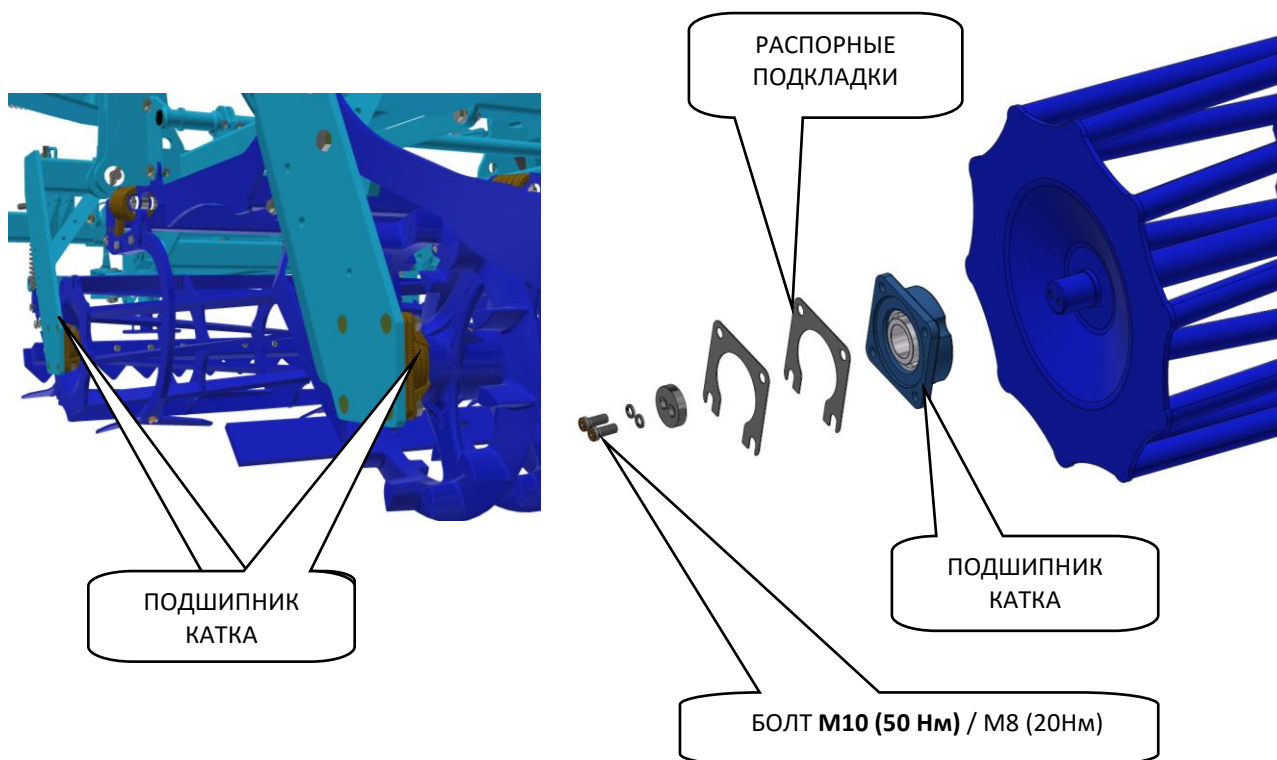 РАСПОРНЫЕ
ПОДКЛАДКИ
ПОДШИПНИК
КАТКА
ПОДШИПНИК
КАТКА
БОЛТ М10 (50 Нм) / М8 (20Нм)